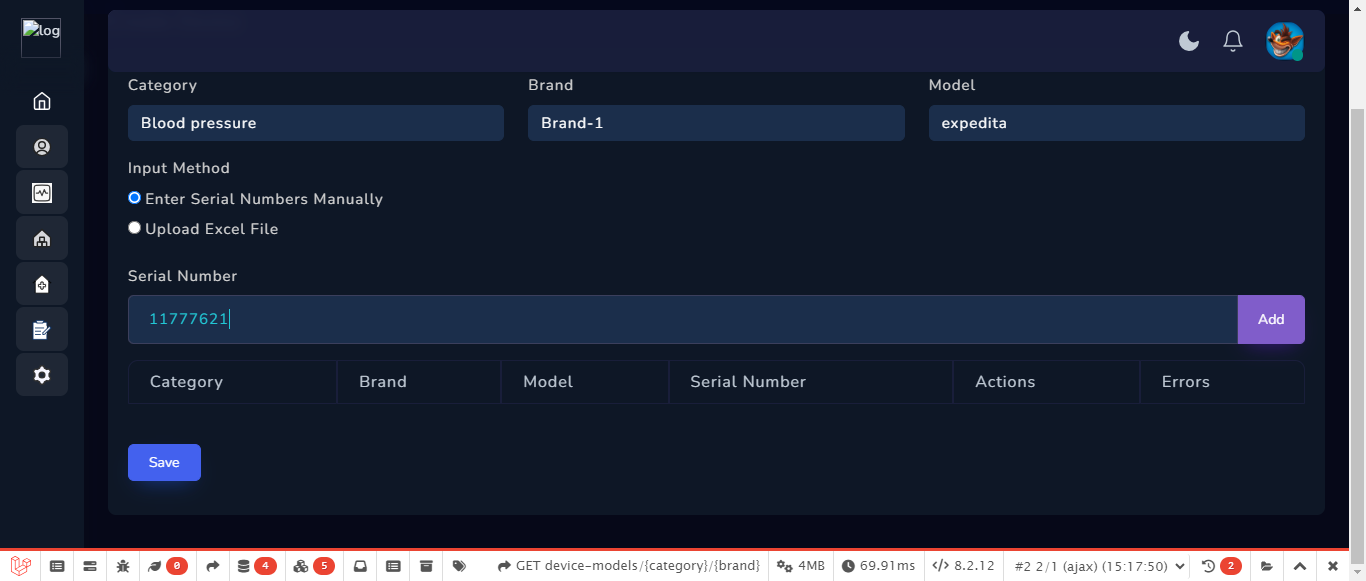 log
Category Brand Model
Blood pressure Brand-1 expedita
Input Method
Enter Serial Numbers Manually
Upload Excel File
Serial Number
11777621 Add
Category Brand Model Serial Number Actions Errors
Save
0 4 5 GET device-models/{category}/{brand} 4MB 69.91ms 8.2.12 #2 2/1 (ajax) (15:17:50) 2